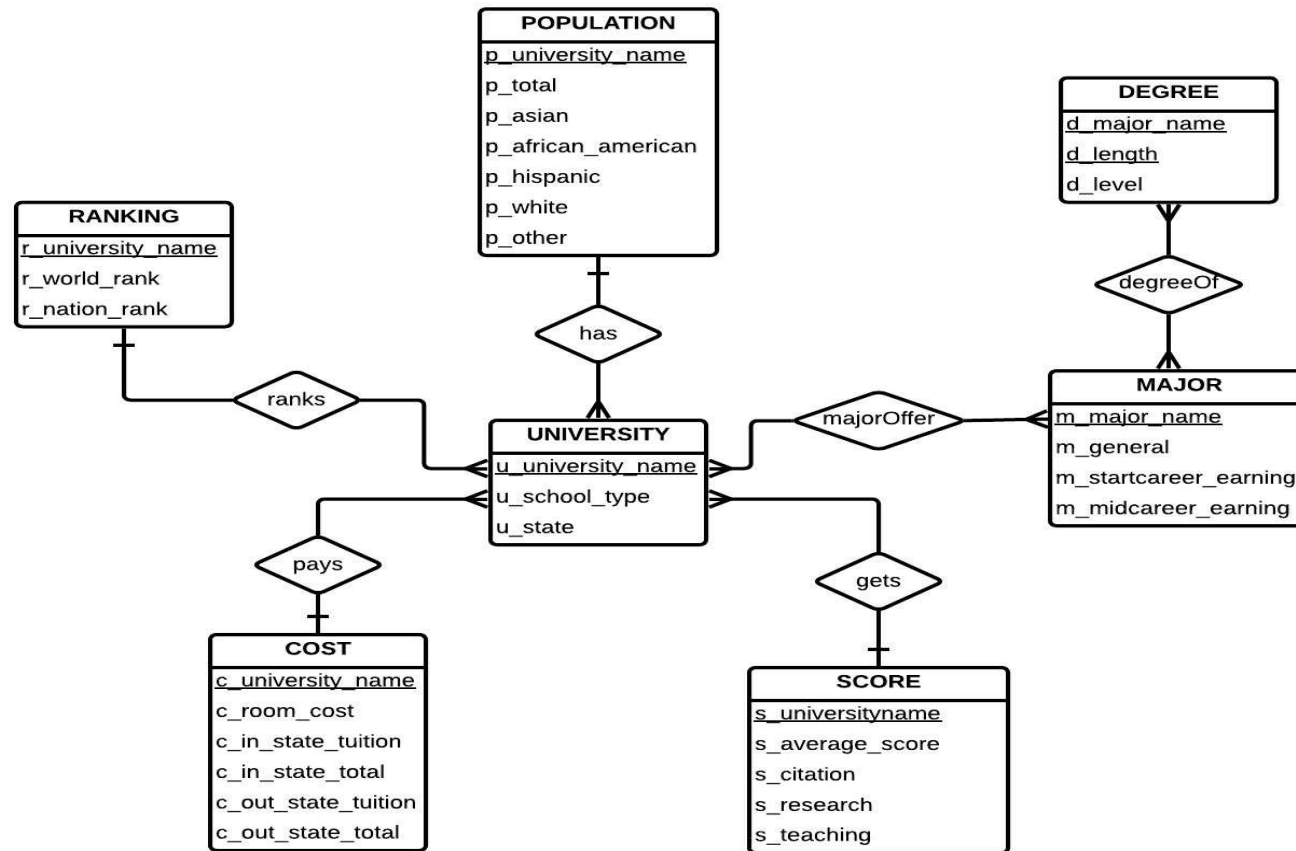 POPULATION
p_university_name
p_total
p_asian
p_african_american
p_hispanic
p_white
p_other
DEGREE
d_major_name
d_length
d_level
RANKING
r_university_name
r_world_rank
r_nation_rank
degreeOf
has
ranks
majorOffer
MAJOR
m_major_name
m_general
m_startcareer_earning
m_midcareer_earning
UNIVERSITY
u_university_name
u_school_type
u_state
pays
gets
COST
c_university_name
c_room_cost
c_in_state_tuition
c_in_state_total
c_out_state_tuition
c_out_state_total
SCORE
s_universityname
s_average_score
s_citation
s_research
s_teaching